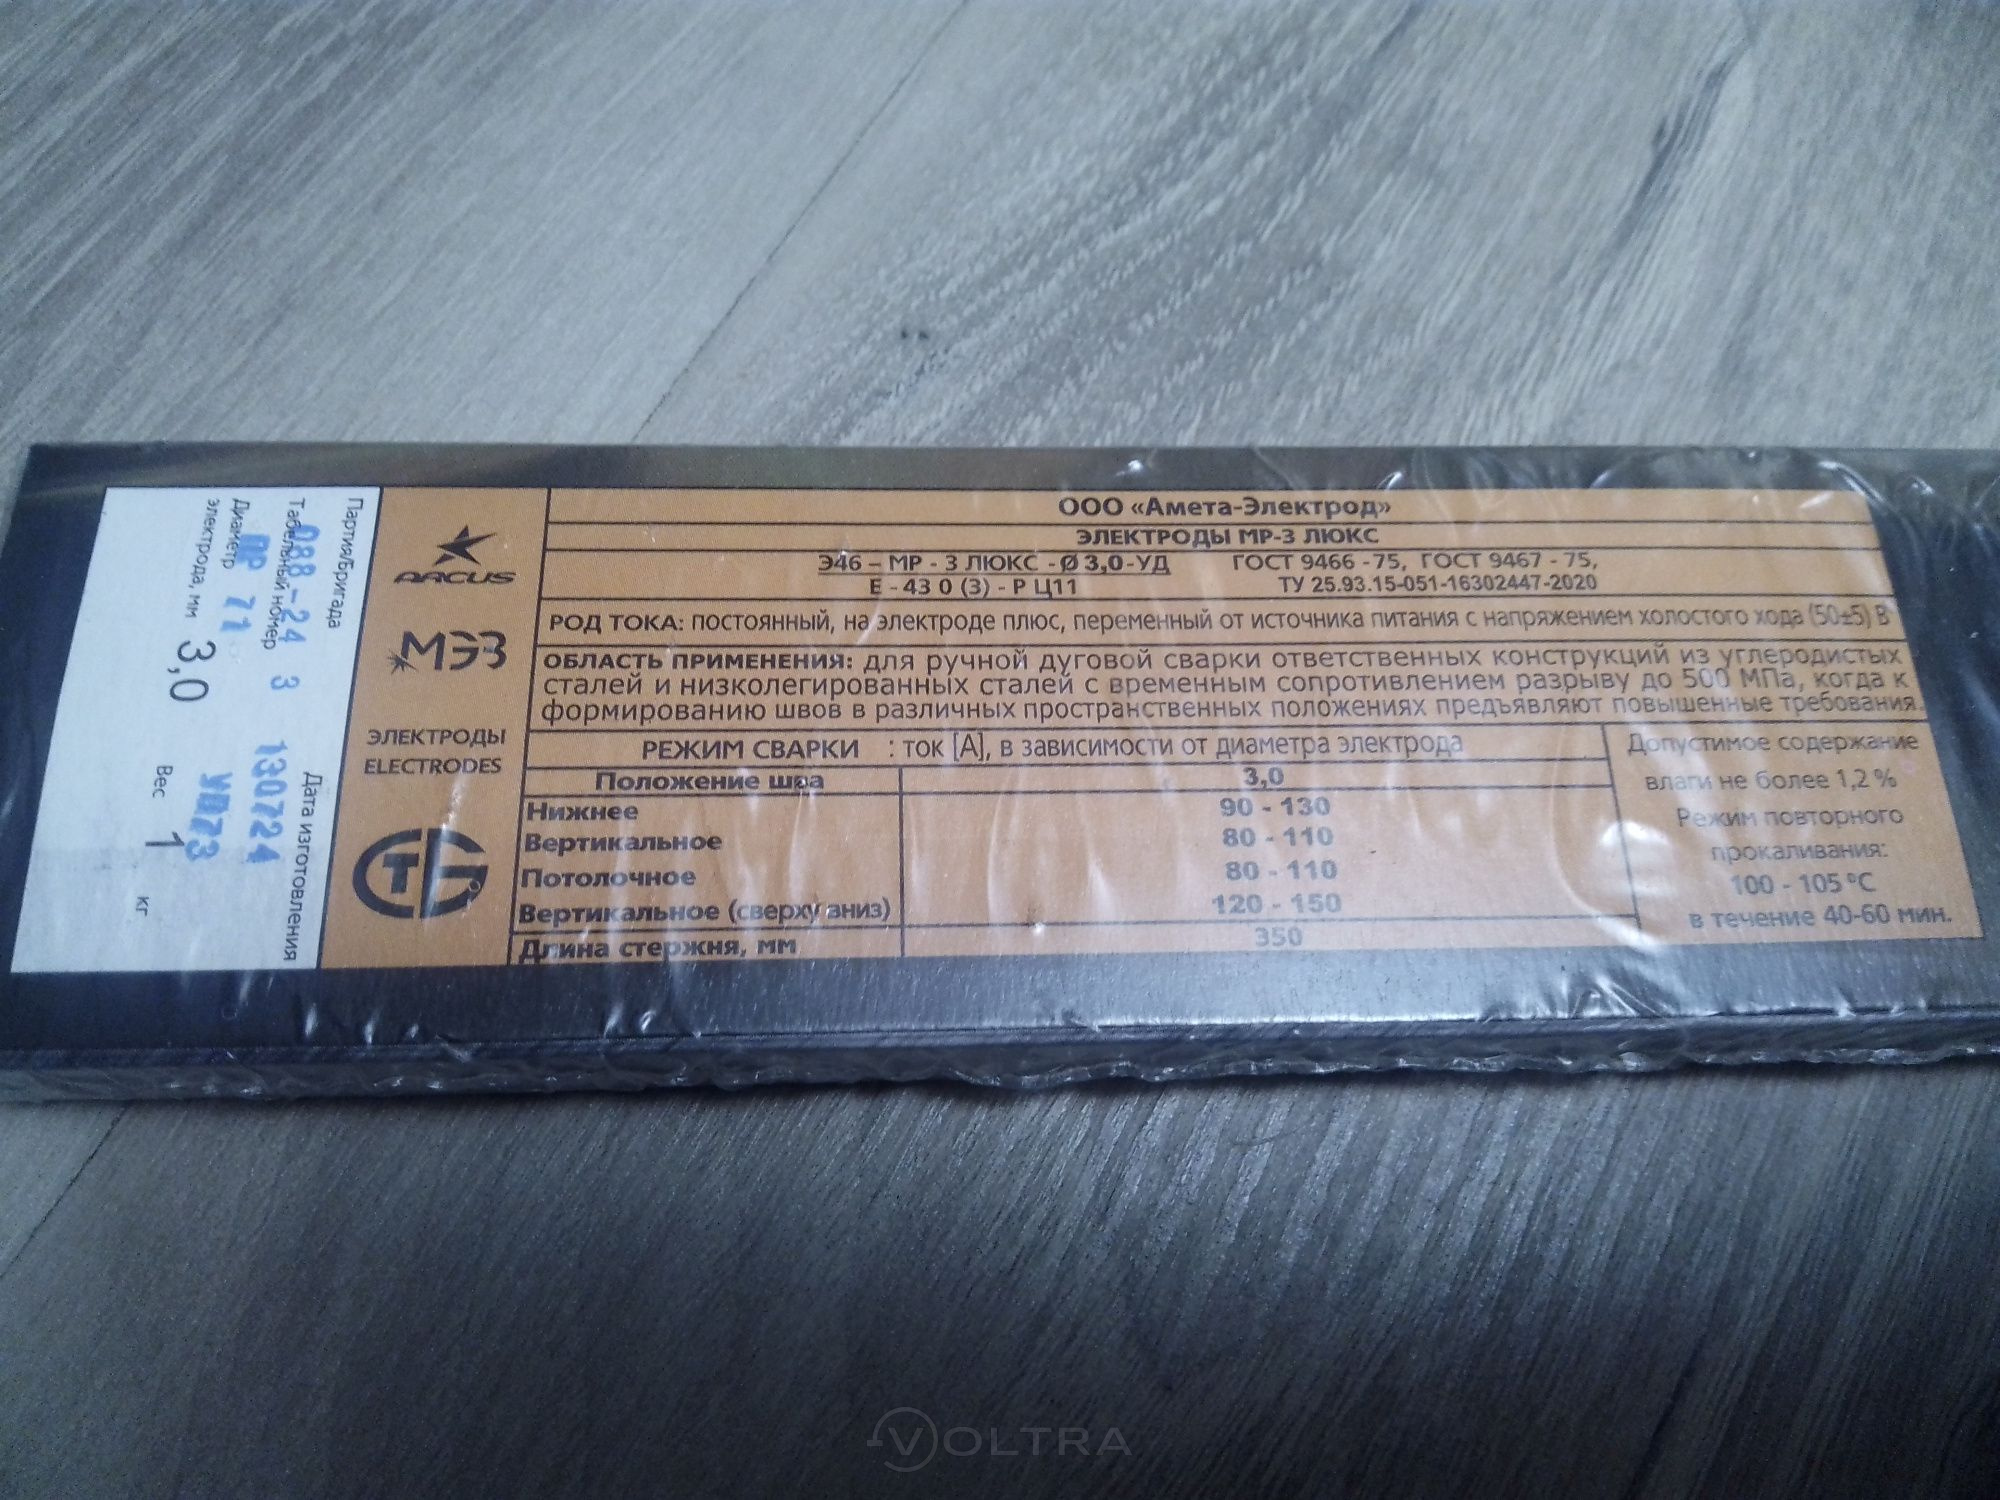 ООО «Амета-Электрод»
ЭЛЕКТРОДЫ МР-3 ЛЮКС
Э46 – МР - 3 ЛЮКС - Ø 3,0-УД
Е - 43 0 (3) - Р Ц11
ГОСТ 9466 - 75, ГОСТ 9467 - 75,
ТУ 25.93.15-051-16302447-2020
РОД ТОКА: постоянный, на электроде плюс, переменный от источника питания с напряжением холостого хода (50±5) В
ОБЛАСТЬ ПРИМЕНЕНИЯ: для ручной дуговой сварки ответственных конструкций из углеродистых
сталей и низколегированных сталей с временным сопротивлением разрыву до 500 МПа, когда к
формированию швов в различных пространственных положениях предъявляют повышенные требования.
РЕЖИМ СВАРКИ : ток [А], в зависимости от диаметра электрода
Положение шва 3,0
Нижнее 90 - 130
Вертикальное 80 - 110
Потолочное 80 - 110
Вертикальное (сверху вниз) 120 - 150
Длина стержня, мм 350
Допустимое содержание
влаги не более 1,2 %
Режим повторного
прокаливания:
100 - 105 °С
в течение 40-60 мин.
ARCUS
МЭЗ
ЭЛЕКТРОДЫ
ELECTRODES
Партия/Бригада
Дата изготовления
088-24 3 130724
Табельный номер
ПР 71 УП73
Диаметр
электрода, мм 3,0
Вес 1 кг
VOLTRA